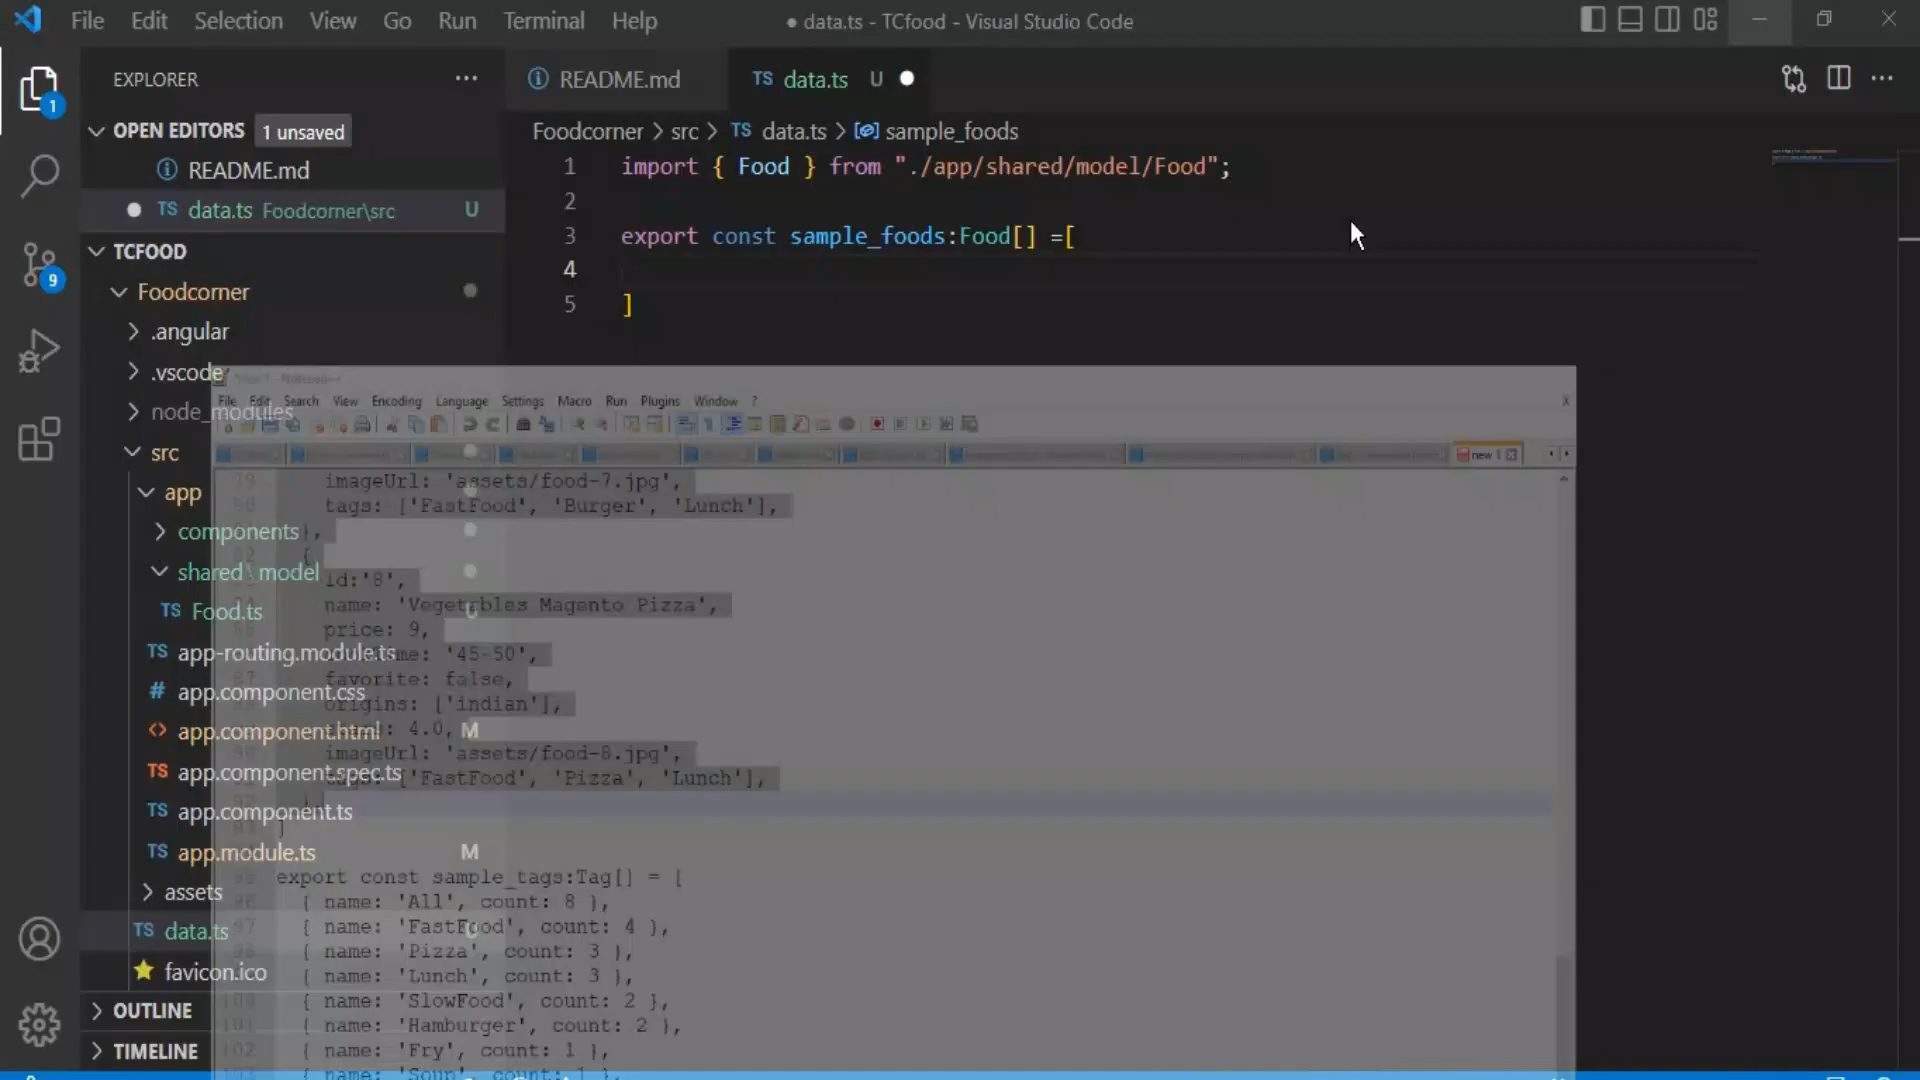 File Edit Selection View Go Run Terminal Help
● data.ts - TCfood - Visual Studio Code
EXPLORER
OPEN EDITORS 1 unsaved
README.md
data.ts Foodcorner\src U
TCFOOD
Foodcorner
.angular
.vscode
node_modules
src
app
components
shared \ model
Food.ts
app-routing.module.ts
app.component.css
app.component.html M
app.component.spec.ts
app.component.ts
app.module.ts M
assets
data.ts
favicon.ico
OUTLINE
TIMELINE
1
9
README.md
TS data.ts U
Foodcorner > src > TS data.ts > sample_foods
1 import { Food } from "./app/shared/model/Food";
2
3 export const sample_foods:Food[] =[
4
5 ]
File Edit Search View Encoding Language Settings Macro Run Plugins Window ?
new 1
imageUrl: 'assets/food-7.jpg',
tags: ['FastFood', 'Burger', 'Lunch'],
},
{
id:'8',
name: 'Vegetables Magento Pizza',
price: 9,
'45-50',
favorite: false,
origins: ['indian'],
4.0,
imageUrl: 'assets/food-8.jpg',
tags: ['FastFood', 'Pizza', 'Lunch'],
]
export const sample_tags:Tag[] = [
{ name: 'All', count: 8 },
{ name: 'FastFood', count: 4 },
{ name: 'Pizza', count: 3 },
{ name: 'Lunch', count: 3 },
{ name: 'SlowFood', count: 2 },
{ name: 'Hamburger', count: 2 },
{ name: 'Fry', count: 1 },
{ name: 'Soup', count: 1 },